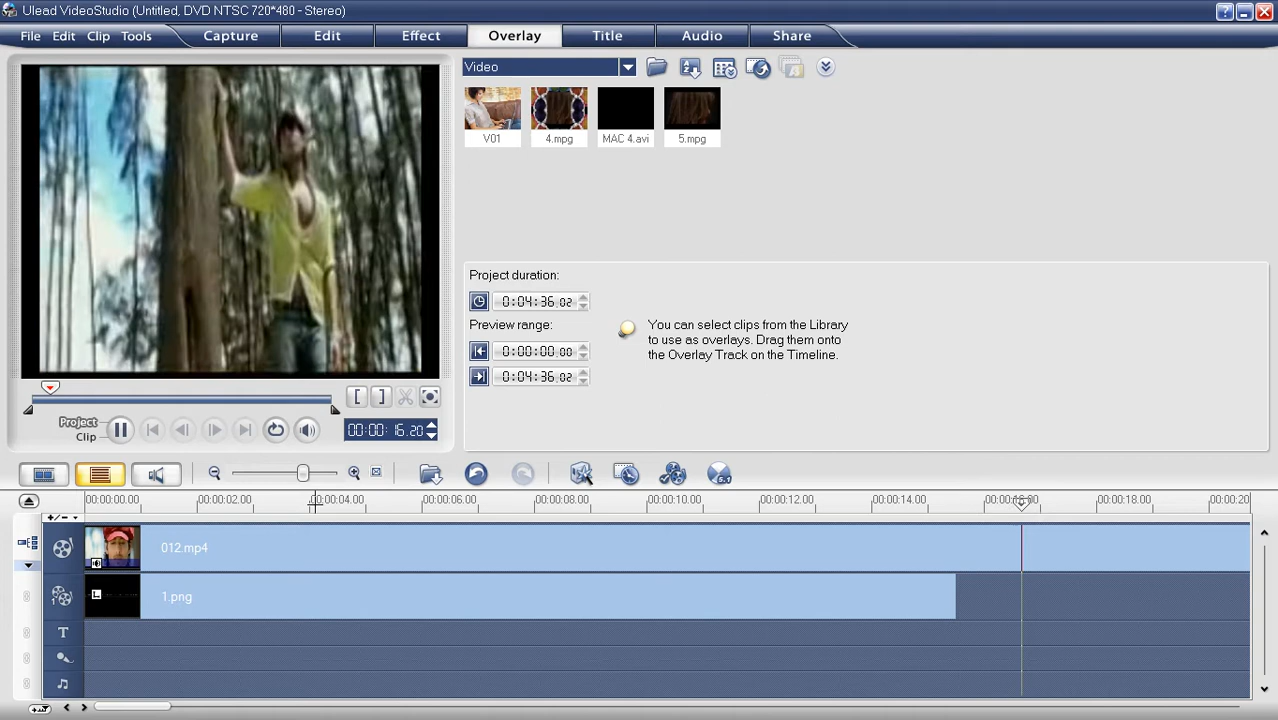 Ulead VideoStudio (Untitled, DVD NTSC 720*480 - Stereo)
File Edit Clip Tools Capture Edit Effect Overlay Title Audio Share
Video
V01 4.mpg MAC 4.avi 5.mpg
Project duration:
0:04:36.02
Preview range:
0:00:00.00
0:04:36.02
You can select clips from the Library
to use as overlays. Drag them onto
the Overlay Track on the Timeline.
Project
Clip
00:00:16.20
00:00:00.00 00:00:02.00 00:00:04.00 00:00:06.00 00:00:08.00 00:00:10.00 00:00:12.00 00:00:14.00 00:00:16.00 00:00:18.00 00:00:20
012.mp4
1.png